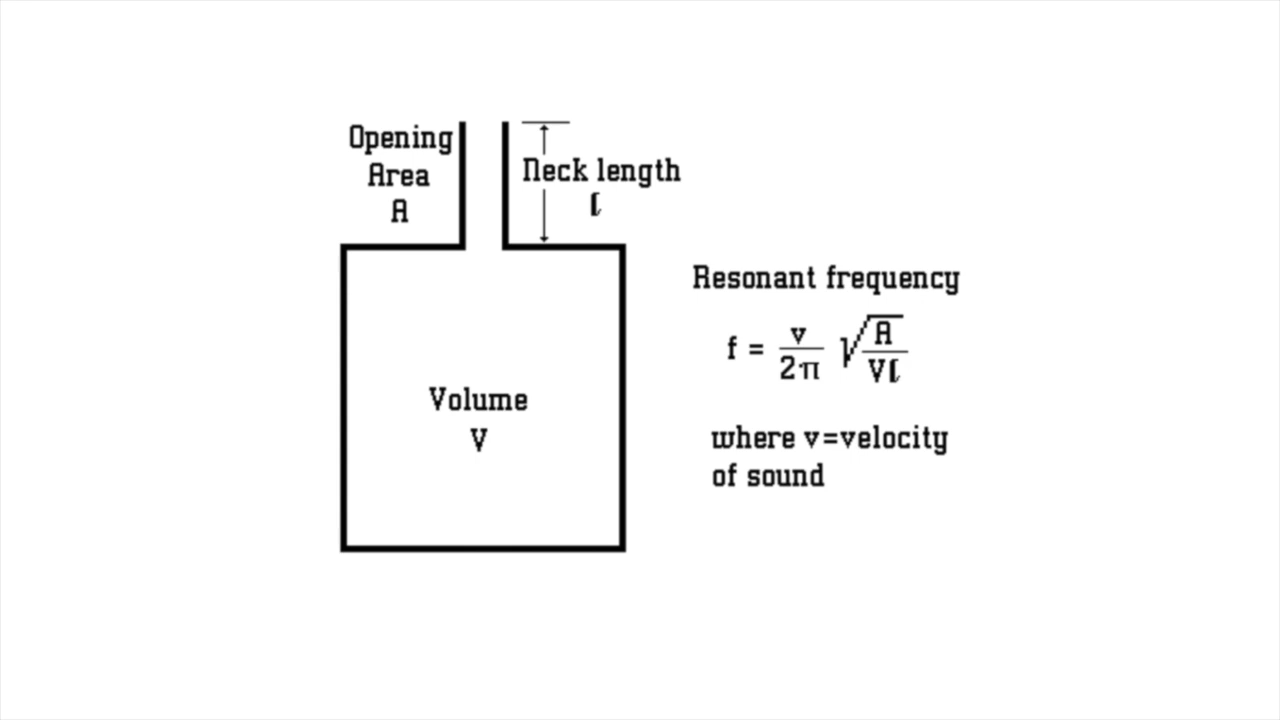 Opening
Area
A
Neck length
ℓ
Volume
V
Resonant frequency
f = v/2π √A/Vℓ
where v=velocity
of sound